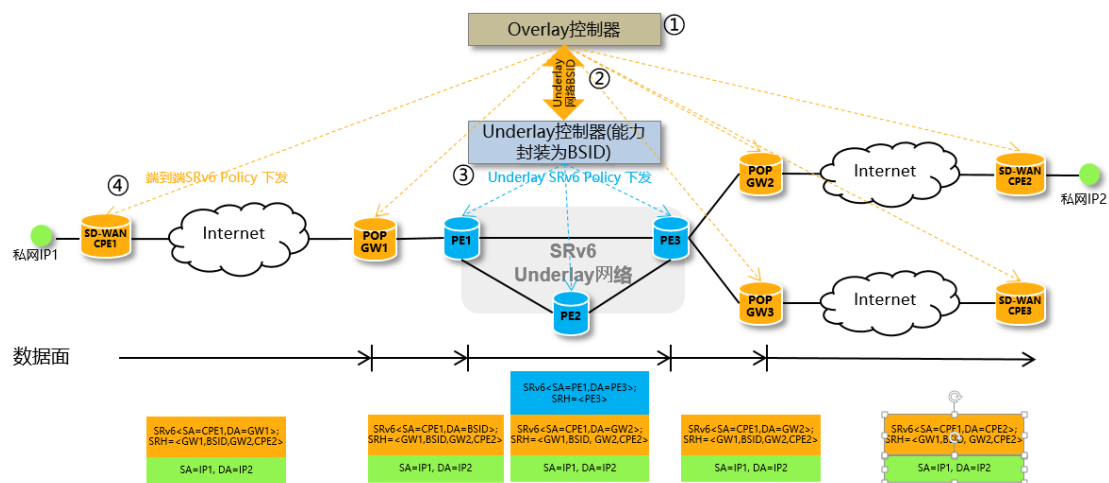 Overlay控制器
①
Underlay
网络BSID
②
Underlay控制器(能力
封装为BSID)
④
端到端SRv6 Policy 下发
③
Underlay SRv6 Policy 下发
POP
GW2
Internet
SD-WAN
CPE2
私网IP2
私网IP1
SD-WAN
CPE1
Internet
POP
GW1
PE1
PE3
SRv6
Underlay网络
PE2
POP
GW3
Internet
SD-WAN
CPE3
数据面
SRv6<SA=CPE1,DA=GW1>;
SRH=<GW1,BSID,GW2,CPE2>
SA=IP1, DA=IP2
SRv6<SA=CPE1,DA=BSID>;
SRH=<GW1,BSID,GW2,CPE2>
SA=IP1, DA=IP2
SRv6<SA=PE1,DA=PE3>;
SRH=<PE3>
SRv6<SA=CPE1,DA=GW2>;
SRH=<GW1,BSID, GW2,CPE2>
SA=IP1, DA=IP2
SRv6<SA=CPE1,DA=GW2>;
SRH=<GW1,BSID,GW2,CPE2>
SA=IP1, DA=IP2
SRv6<SA=CPE1,DA=CPE2>;
SRH=<GW1,BSID, GW2,CPE2>
SA=IP1, DA=IP2